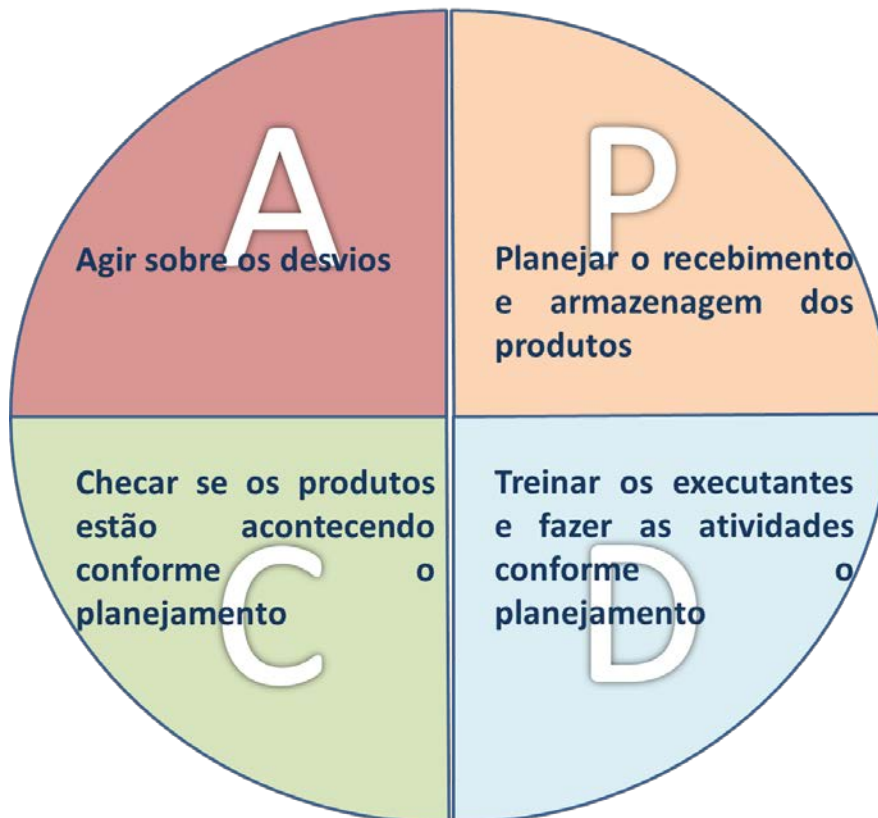 A
Agir sobre os desvios
P
Planejar o recebimento
e armazenagem dos
produtos
Checar se os produtos
estão acontecendo
conforme o
planejamento
C
Treinar os executantes
e fazer as atividades
conforme o
planejamento
D